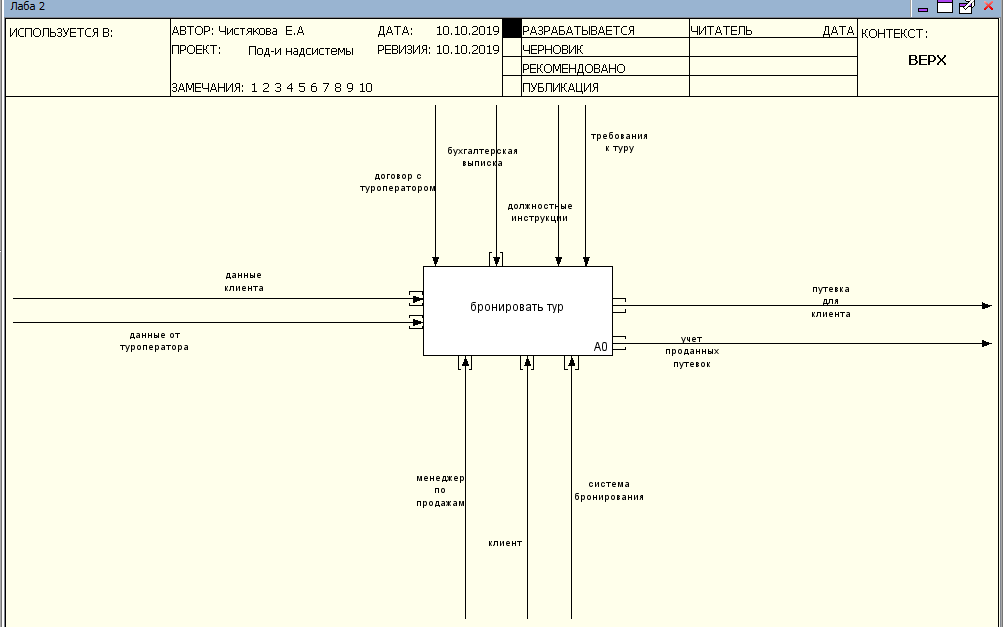 Лаба 2
ИСПОЛЬЗУЕТСЯ В:
АВТОР: Чистякова Е.А
ДАТА: 10.10.2019
ПРОЕКТ: Под-и надсистемы
РЕВИЗИЯ: 10.10.2019
ЗАМЕЧАНИЯ: 1 2 3 4 5 6 7 8 9 10
РАЗРАБАТЫВАЕТСЯ
ЧЕРНОВИК
РЕКОМЕНДОВАНО
ПУБЛИКАЦИЯ
ЧИТАТЕЛЬ
ДАТА
КОНТЕКСТ:
ВЕРХ
требования
к туру
бухгалтерская
выписка
договор с
туроператором
должностные
инструкции
данные
клиента
данные от
туроператора
бронировать тур
A0
путевка
для
клиента
учет
проданных
путевок
менеджер
по
продажам
система
бронирования
клиент